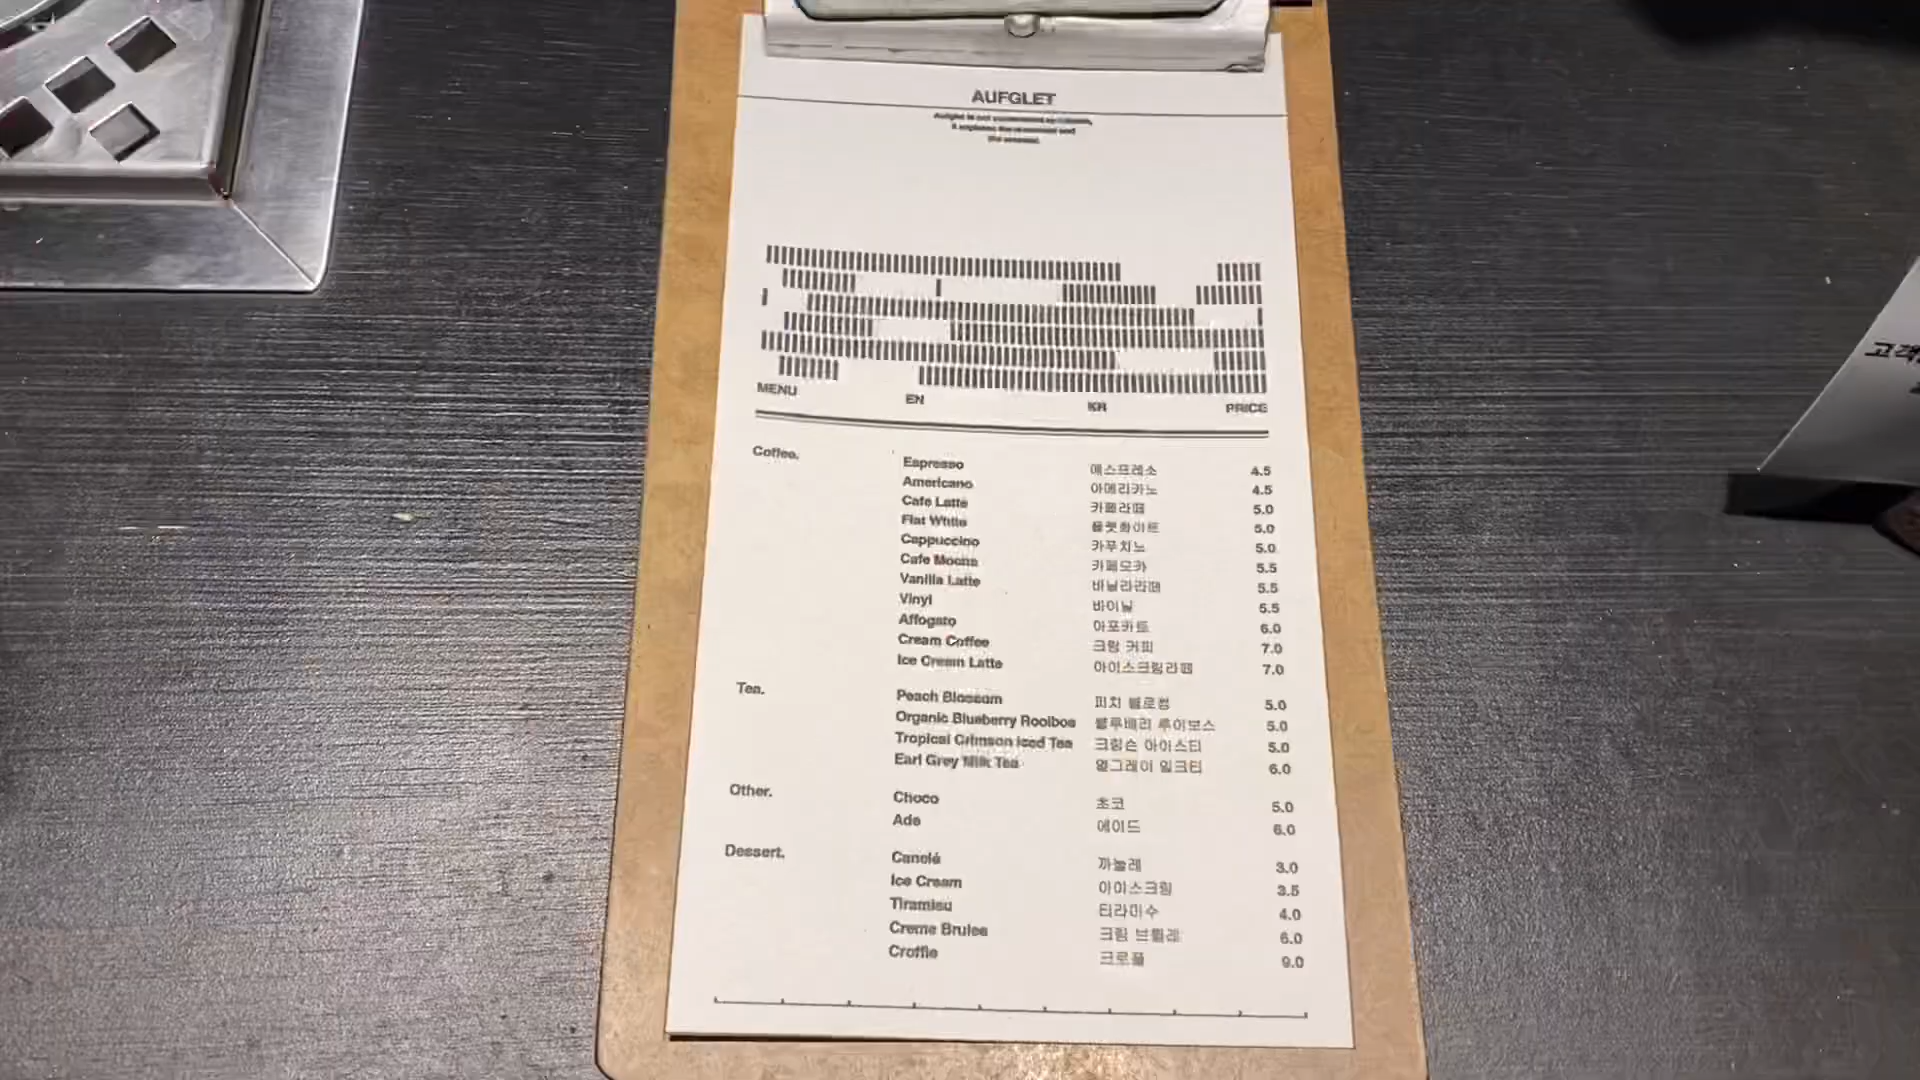 AUFGLET
MENU EN KR PRICE
Coffee.
Espresso 에스프레소 4.5
Americano 아메리카노 4.5
Cafe Latte 카페라떼 5.0
Flat White 플랫화이트 5.0
Cappuccino 카푸치노 5.0
Cafe Mocha 카페모카 5.5
Vanilla Latte 바닐라라떼 5.5
Vinyl 바이닐 5.5
Affogato 아포카토 6.0
Cream Coffee 크림 커피 7.0
Ice Cream Latte 아이스크림라떼 7.0
Tea.
Peach Blossom 피치 블로썸 5.0
Organic Blueberry Rooibos 블루베리 루이보스 5.0
Tropical Crimson Iced Tea 크림슨 아이스티 5.0
Earl Grey Milk Tea 얼그레이 밀크티 6.0
Other.
Choco 초코 5.0
Ade 에이드 6.0
Dessert.
Canelé 까눌레 3.0
Ice Cream 아이스크림 3.5
Tiramisu 티라미수 4.0
Creme Brulee 크림 브륄레 6.0
Croffle 크로플 9.0
고객